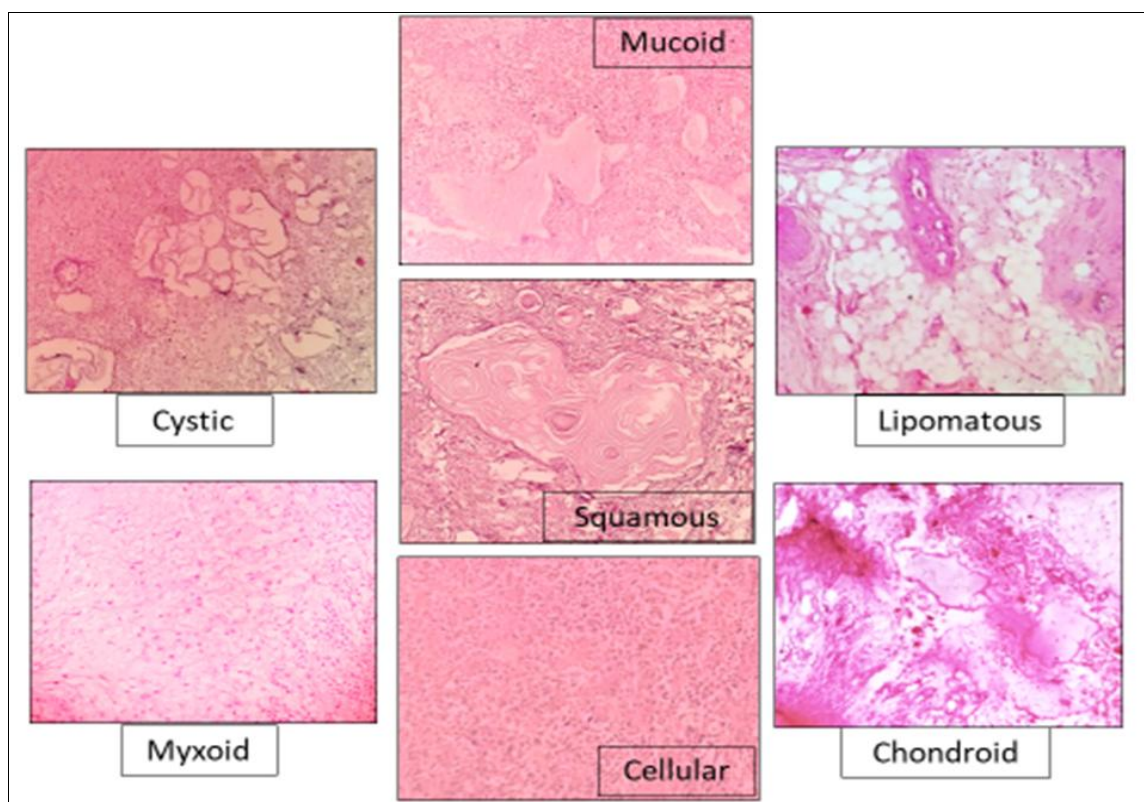 Mucoid
Cystic
Lipomatous
Squamous
Myxoid
Cellular
Chondroid